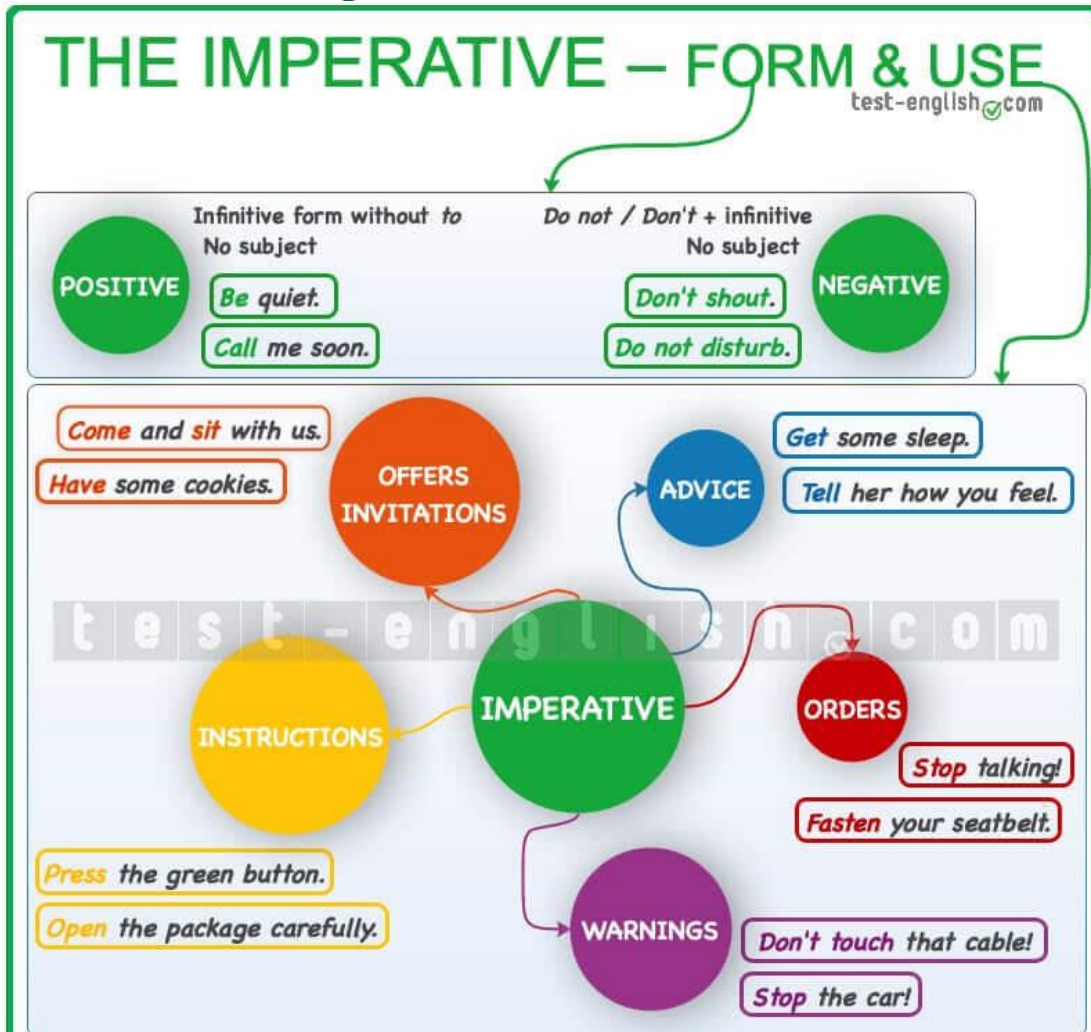 THE IMPERATIVE – FORM & USE
test-english.com
POSITIVE
Infinitive form without to
No subject
Be quiet.
Call me soon.
Do not / Don't + infinitive
No subject
Don't shout.
Do not disturb.
NEGATIVE
Come and sit with us.
Have some cookies.
OFFERS
INVITATIONS
ADVICE
Get some sleep.
Tell her how you feel.
test-english.com
INSTRUCTIONS
Press the green button.
Open the package carefully.
IMPERATIVE
ORDERS
Stop talking!
Fasten your seatbelt.
WARNINGS
Don't touch that cable!
Stop the car!